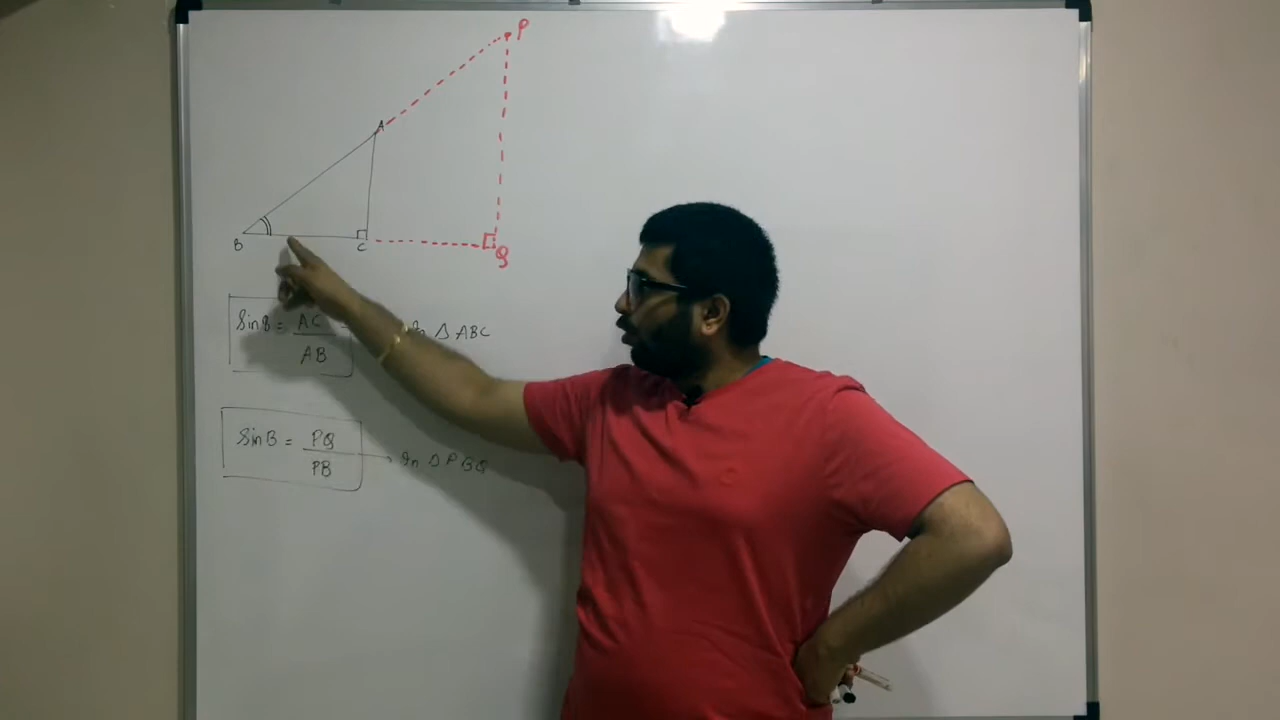 P
A
B
C
Q
SinB = AC
AB
In Δ ABC
SinB = PQ
PB
In Δ PBQ